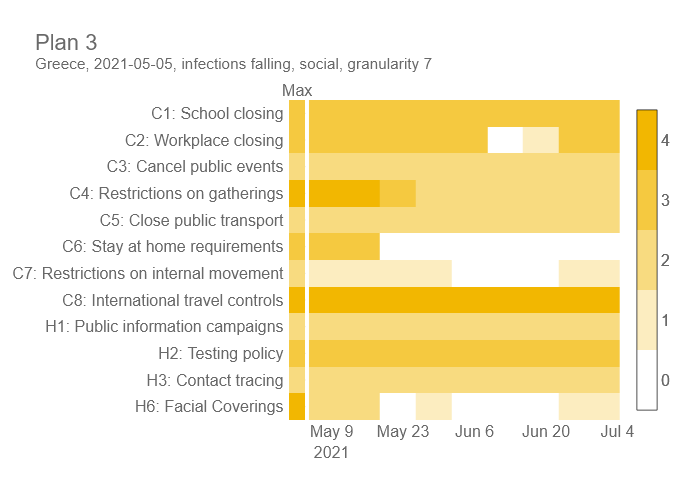 Plan 3
Greece, 2021-05-05, infections falling, social, granularity 7
Max
C1: School closing
C2: Workplace closing
C3: Cancel public events
C4: Restrictions on gatherings
C5: Close public transport
C6: Stay at home requirements
C7: Restrictions on internal movement
C8: International travel controls
H1: Public information campaigns
H2: Testing policy
H3: Contact tracing
H6: Facial Coverings
May 9 May 23 Jun 6 Jun 20 Jul 4
2021
4
3
2
1
0